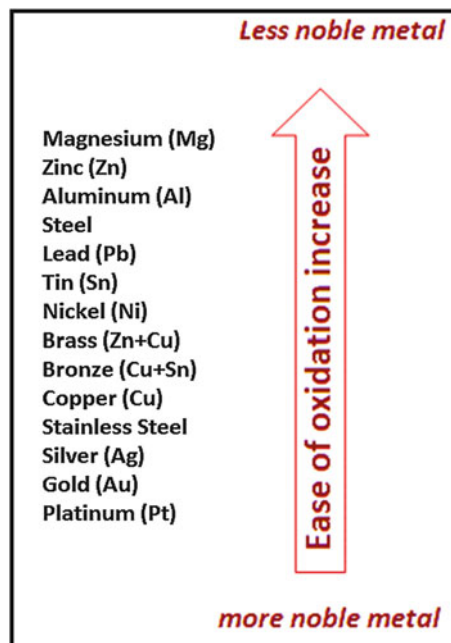 Less noble metal
Magnesium (Mg)
Zinc (Zn)
Aluminum (Al)
Steel
Lead (Pb)
Tin (Sn)
Nickel (Ni)
Brass (Zn+Cu)
Bronze (Cu+Sn)
Copper (Cu)
Stainless Steel
Silver (Ag)
Gold (Au)
Platinum (Pt)
Ease of oxidation increase
more noble metal